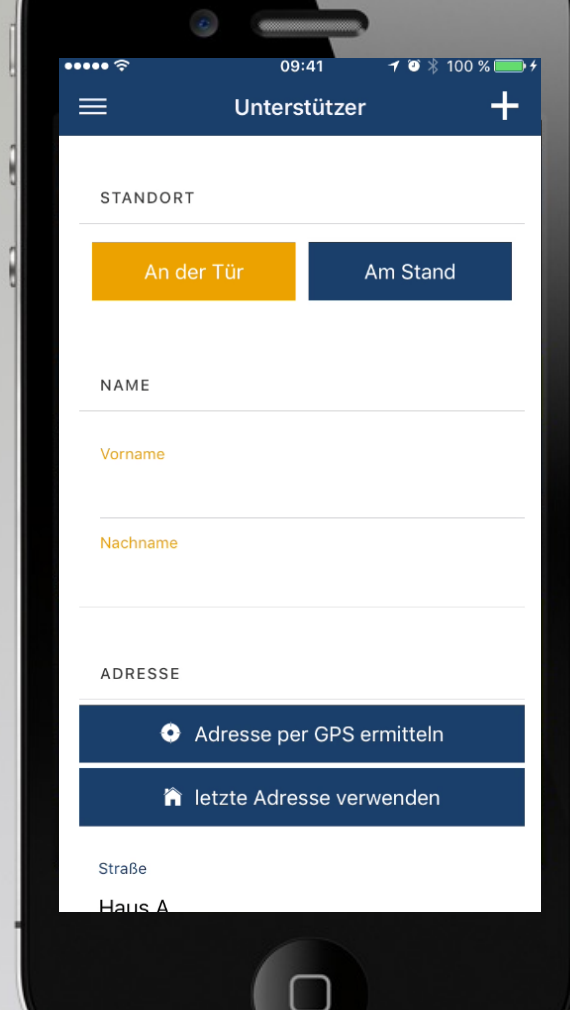 09:41 100 %
Unterstützer
STANDORT
An der Tür Am Stand
NAME
Vorname
Nachname
ADRESSE
Adresse per GPS ermitteln
letzte Adresse verwenden
Straße
Haus A